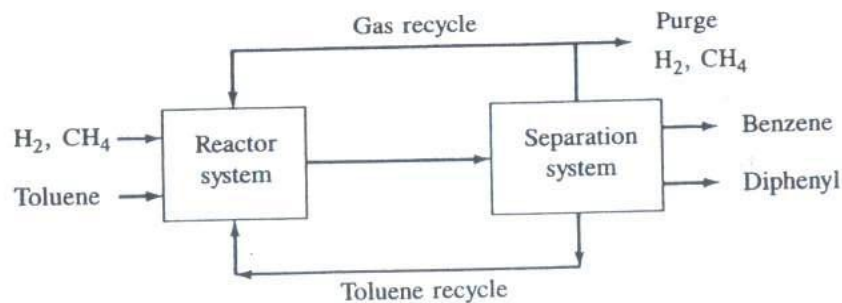 Gas recycle
Purge
H₂, CH₄
H₂, CH₄
Toluene
Reactor
system
Separation
system
Benzene
Diphenyl
Toluene recycle